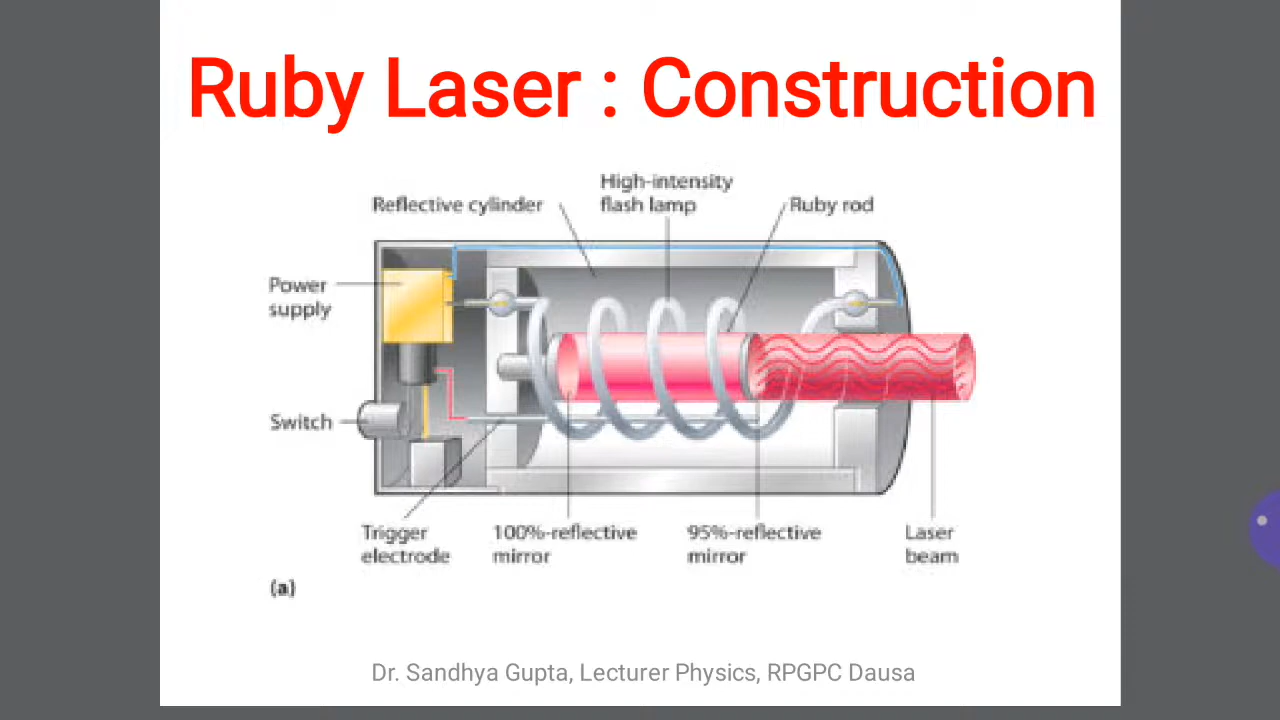 Ruby Laser : Construction
High-intensity
flash lamp
Reflective cylinder
Ruby rod
Power
supply
Switch
Trigger
electrode
100%-reflective
mirror
95%-reflective
mirror
Laser
beam
(a)
Dr. Sandhya Gupta, Lecturer Physics, RPGPC Dausa